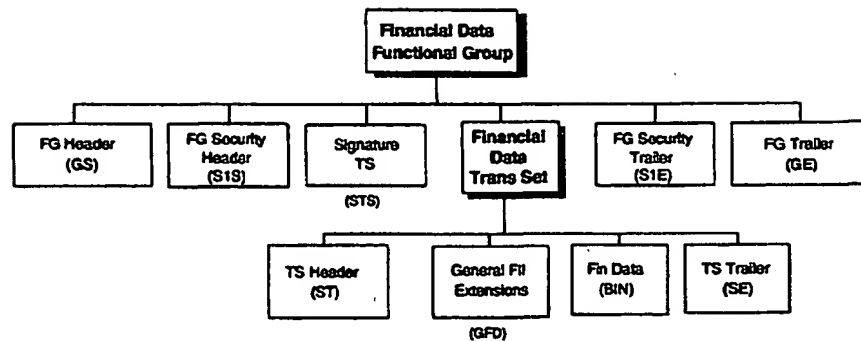 Financial Data
Functional Group
FG Header
(GS)
FG Security
Header
(S1S)
Signature
TS
(STS)
Financial
Data
Trans Set
FG Security
Trailer
(S1E)
FG Trailer
(GE)
TS Header
(ST)
General FII
Extensions
(GFD)
Fin Data
(BIN)
TS Trailer
(SE)